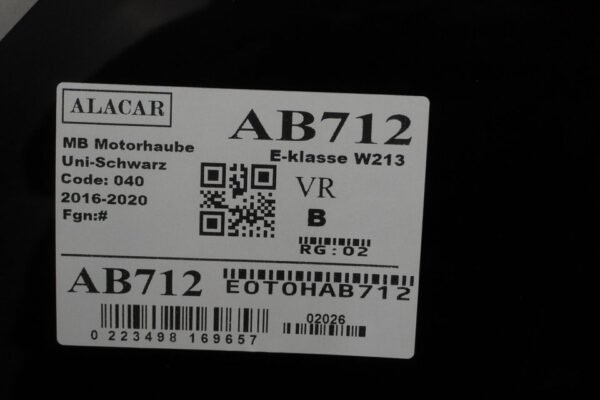 ALACAR
AB712
MB Motorhaube
Uni-Schwarz
Code: 040
2016-2020
Fgn:#
E-klasse W213
VR
B
RG:02
AB712
E0T0HAB712
0 223498 169657
02026